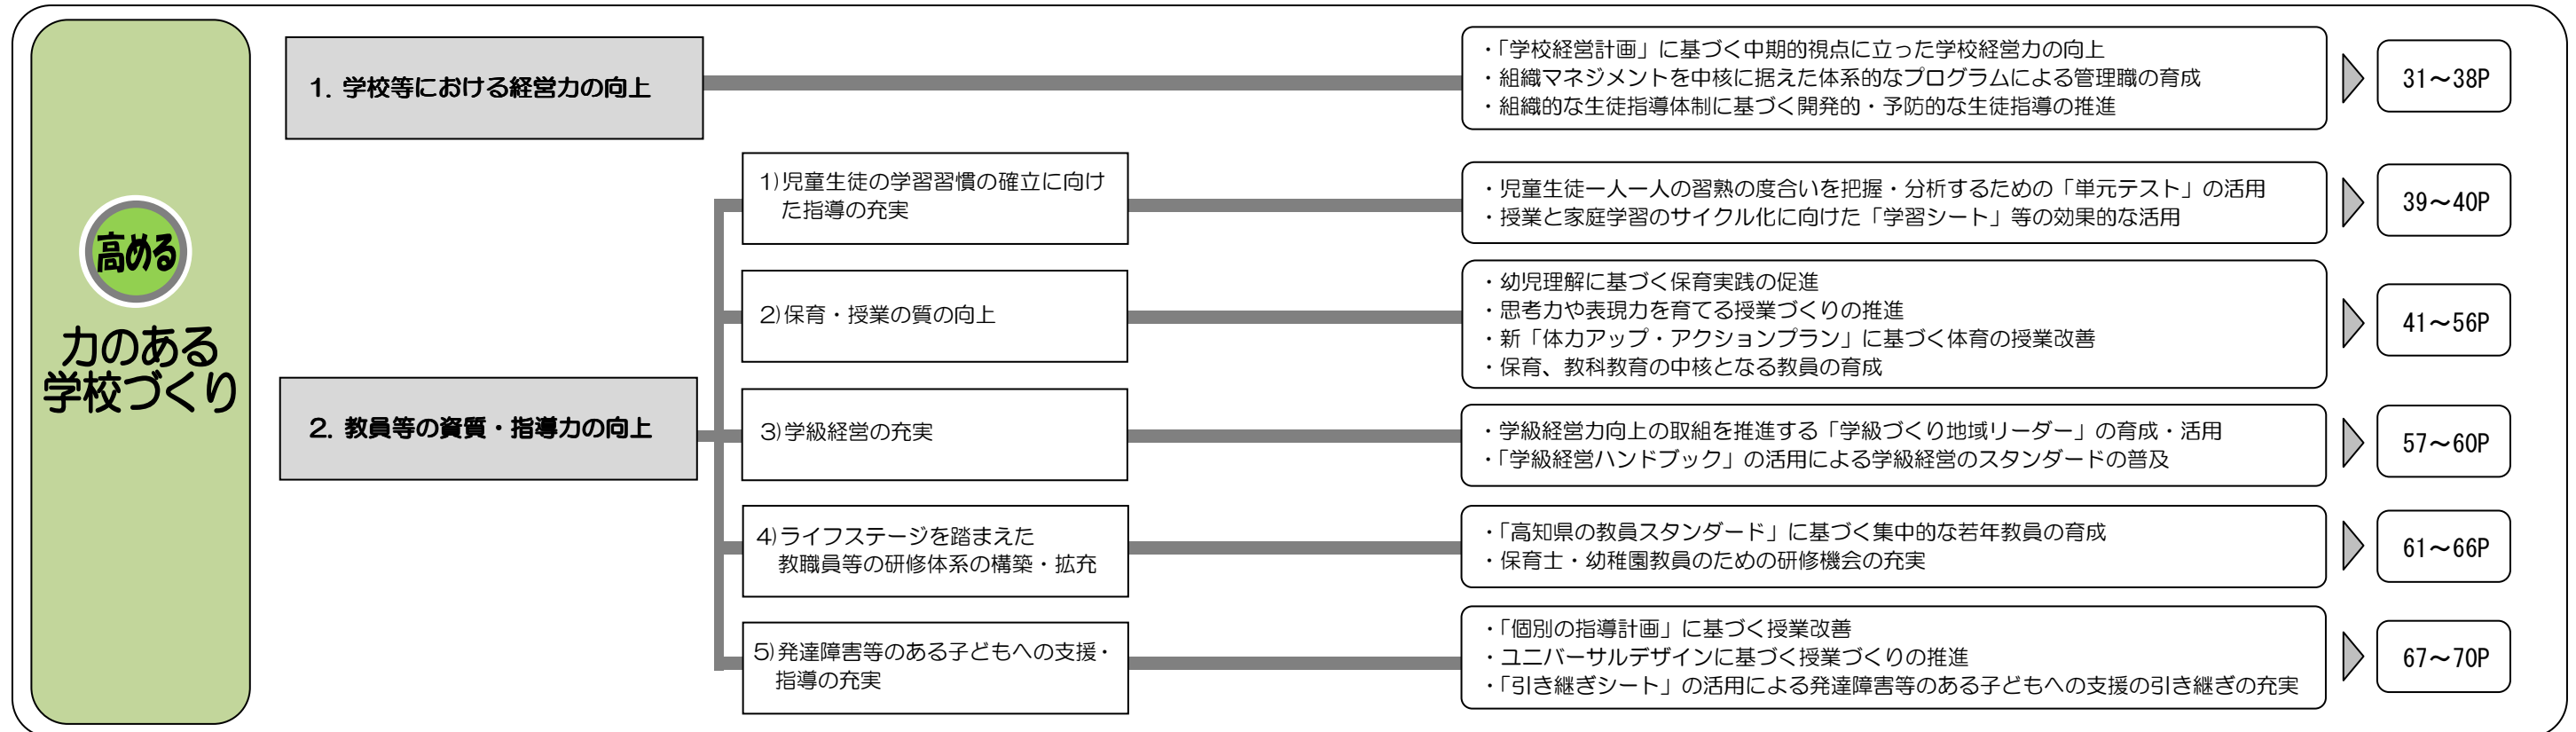 高める
力のある
学校づくり
1. 学校等における経営力の向上
・「学校経営計画」に基づく中期的視点に立った学校経営力の向上
・組織マネジメントを中核に据えた体系的なプログラムによる管理職の育成
・組織的な生徒指導体制に基づく開発的・予防的な生徒指導の推進
31～38P
2. 教員等の資質・指導力の向上
1)児童生徒の学習習慣の確立に向け
た指導の充実
・児童生徒一人一人の習熟の度合いを把握・分析するための「単元テスト」の活用
・授業と家庭学習のサイクル化に向けた「学習シート」等の効果的な活用
39～40P
2)保育・授業の質の向上
・幼児理解に基づく保育実践の促進
・思考力や表現力を育てる授業づくりの推進
・新「体力アップ・アクションプラン」に基づく体育の授業改善
・保育、教科教育の中核となる教員の育成
41～56P
3)学級経営の充実
・学級経営力向上の取組を推進する「学級づくり地域リーダー」の育成・活用
・「学級経営ハンドブック」の活用による学級経営のスタンダードの普及
57～60P
4)ライフステージを踏まえた
教職員等の研修体系の構築・拡充
・「高知県の教員スタンダード」に基づく集中的な若年教員の育成
・保育士・幼稚園教員のための研修機会の充実
61～66P
5)発達障害等のある子どもへの支援・
指導の充実
・「個別の指導計画」に基づく授業改善
・ユニバーサルデザインに基づく授業づくりの推進
・「引き継ぎシート」の活用による発達障害等のある子どもへの支援の引き継ぎの充実
67～70P